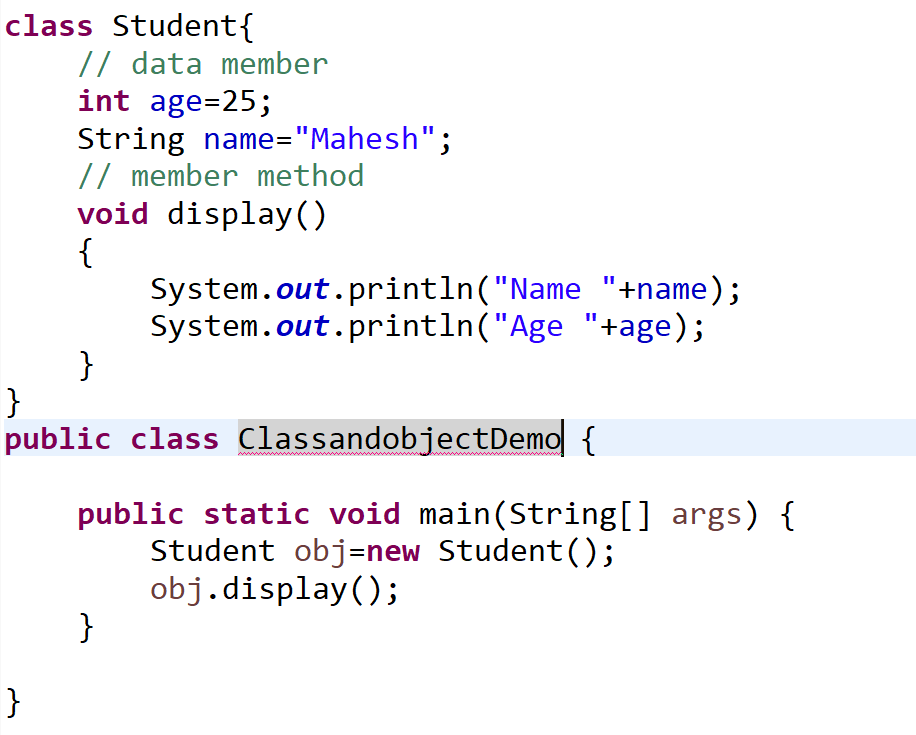 class Student{
// data member
int age=25;
String name="Mahesh";
// member method
void display()
{
System.out.println("Name "+name);
System.out.println("Age "+age);
}
}
public class ClassandobjectDemo {
public static void main(String[] args) {
Student obj=new Student();
obj.display();
}
}